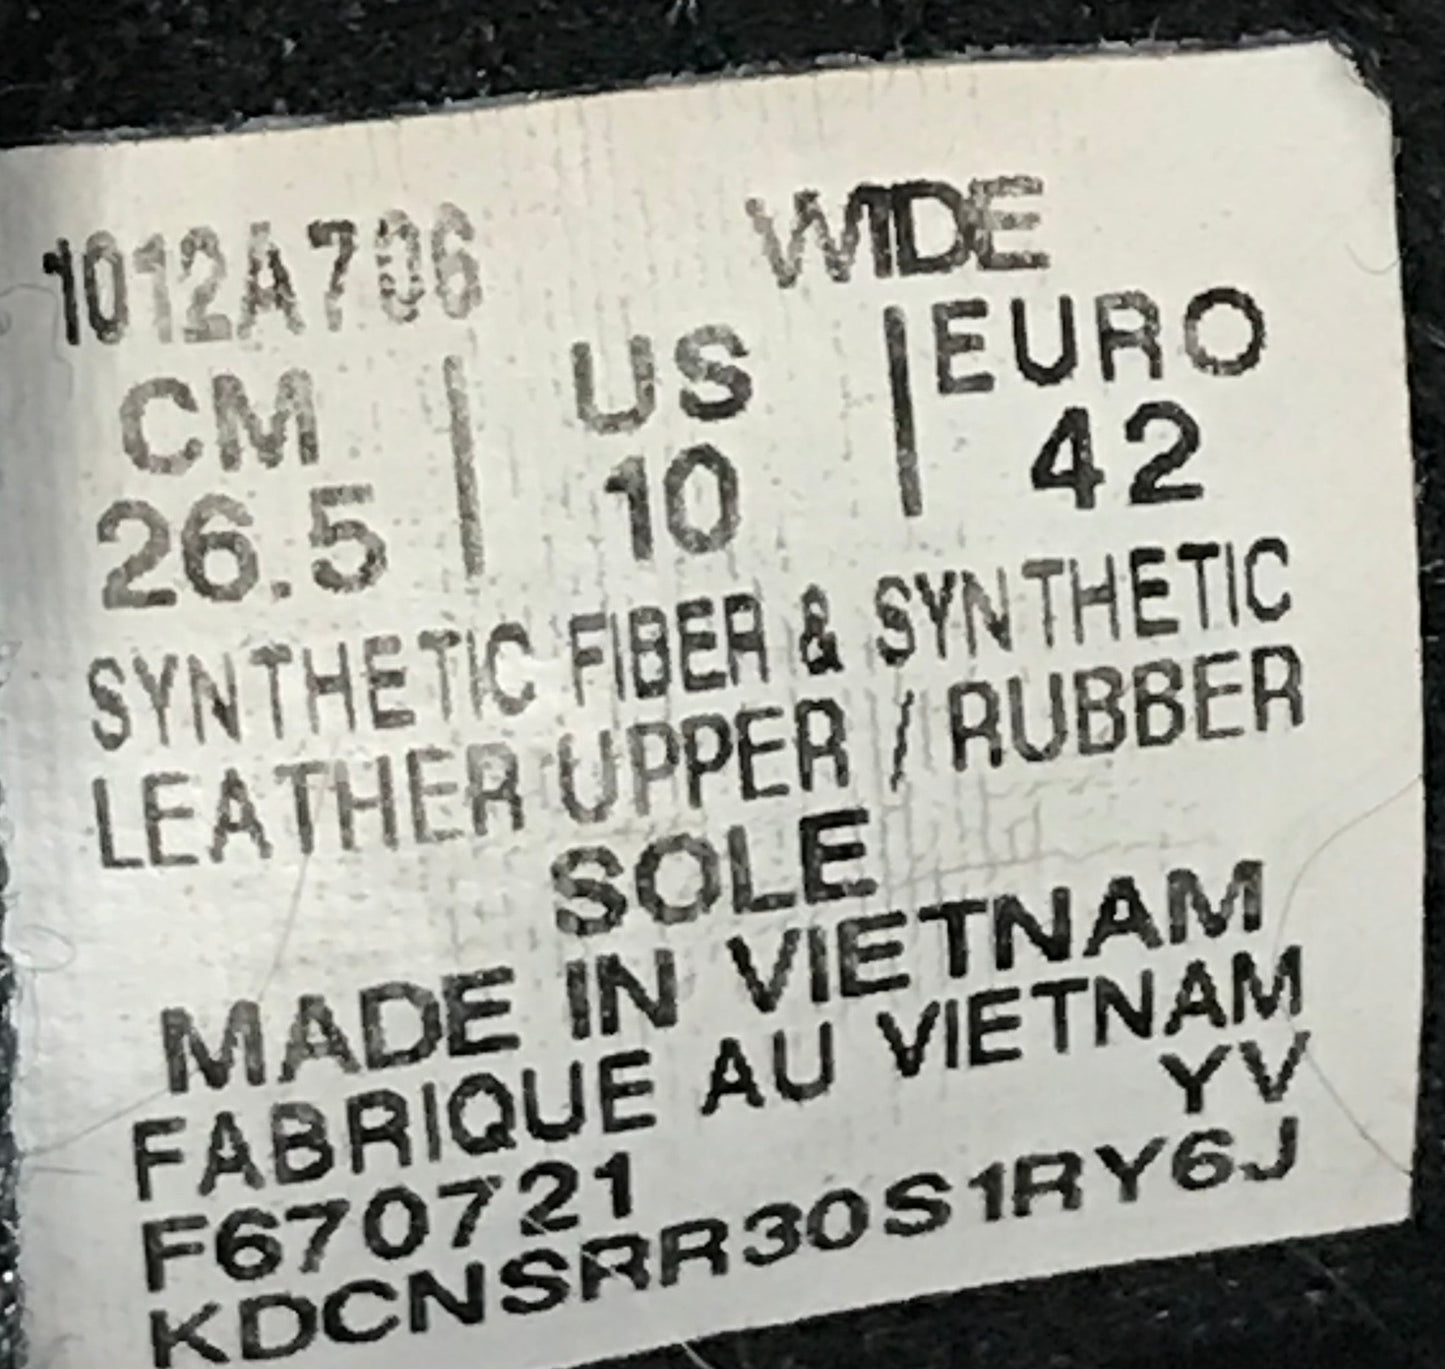 1012A706 WIDE
CM | US | EURO
26.5 | 10 | 42
SYNTHETIC FIBER & SYNTHETIC
LEATHER UPPER / RUBBER
SOLE
MADE IN VIETNAM
FABRIQUE AU VIETNAM
YV
F670721
KDCNSRR30S1RY6J